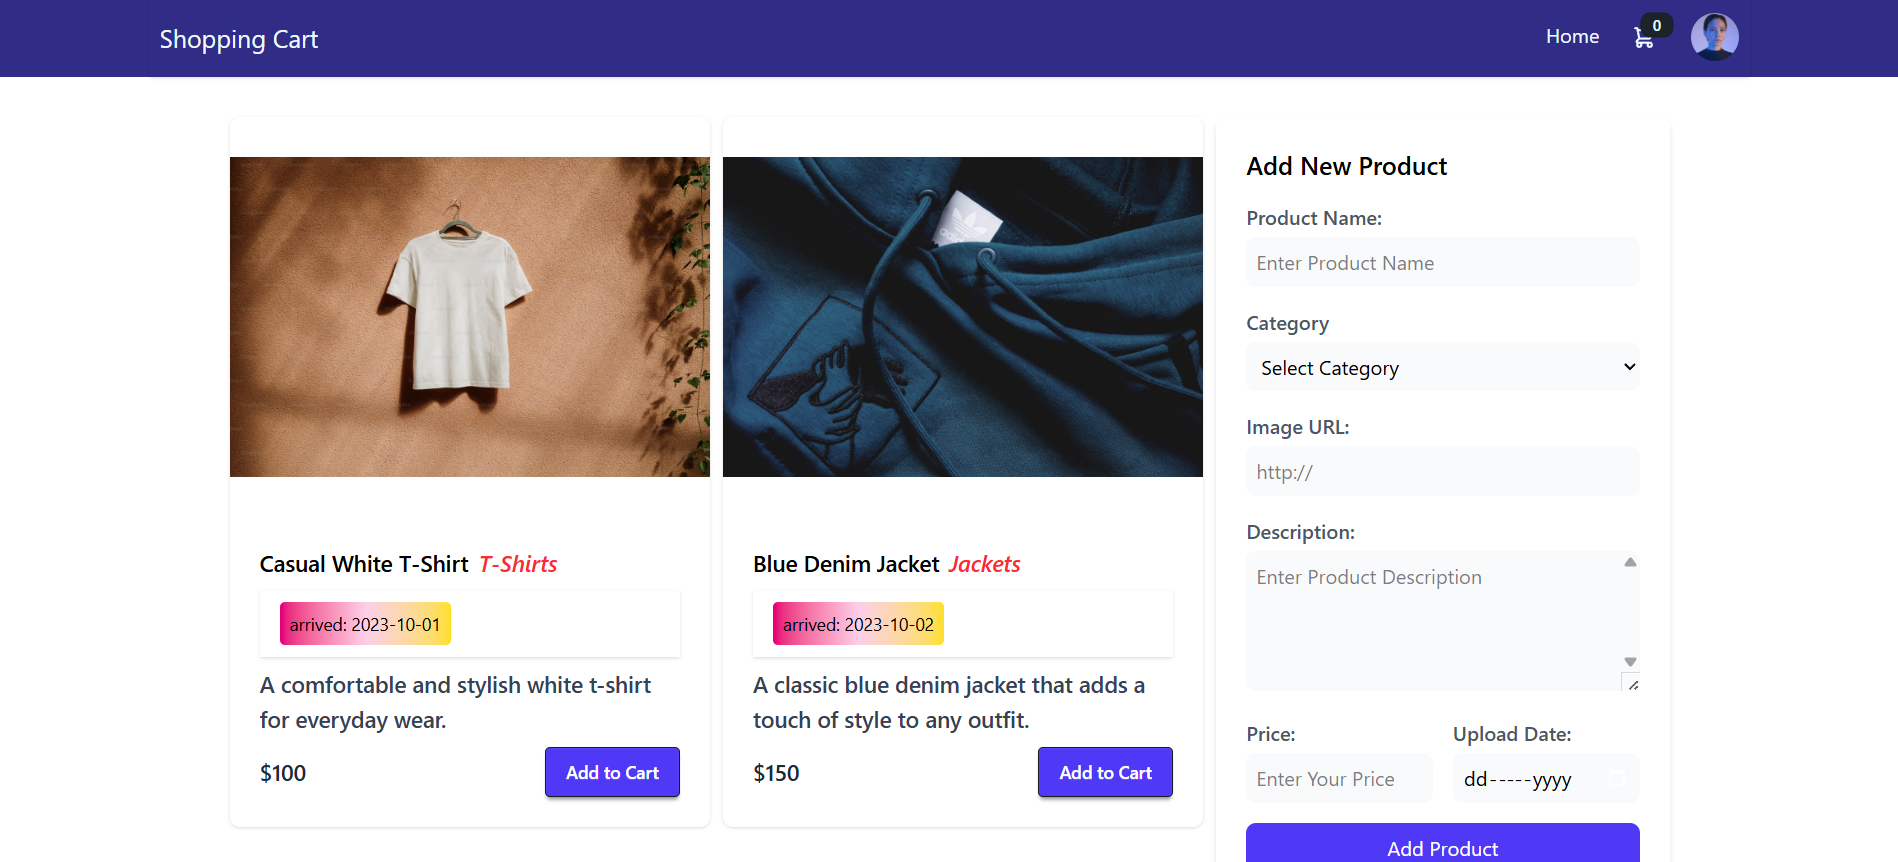 Shopping Cart
Home
0
Casual White T-Shirt T-Shirts
arrived: 2023-10-01
A comfortable and stylish white t-shirt
for everyday wear.
$100
Add to Cart
Blue Denim Jacket Jackets
arrived: 2023-10-02
A classic blue denim jacket that adds a
touch of style to any outfit.
$150
Add to Cart
Add New Product
Product Name:
Enter Product Name
Category
Select Category
Image URL:
http://
Description:
Enter Product Description
Price:
Upload Date:
Enter Your Price
dd-----yyyy
Add Product